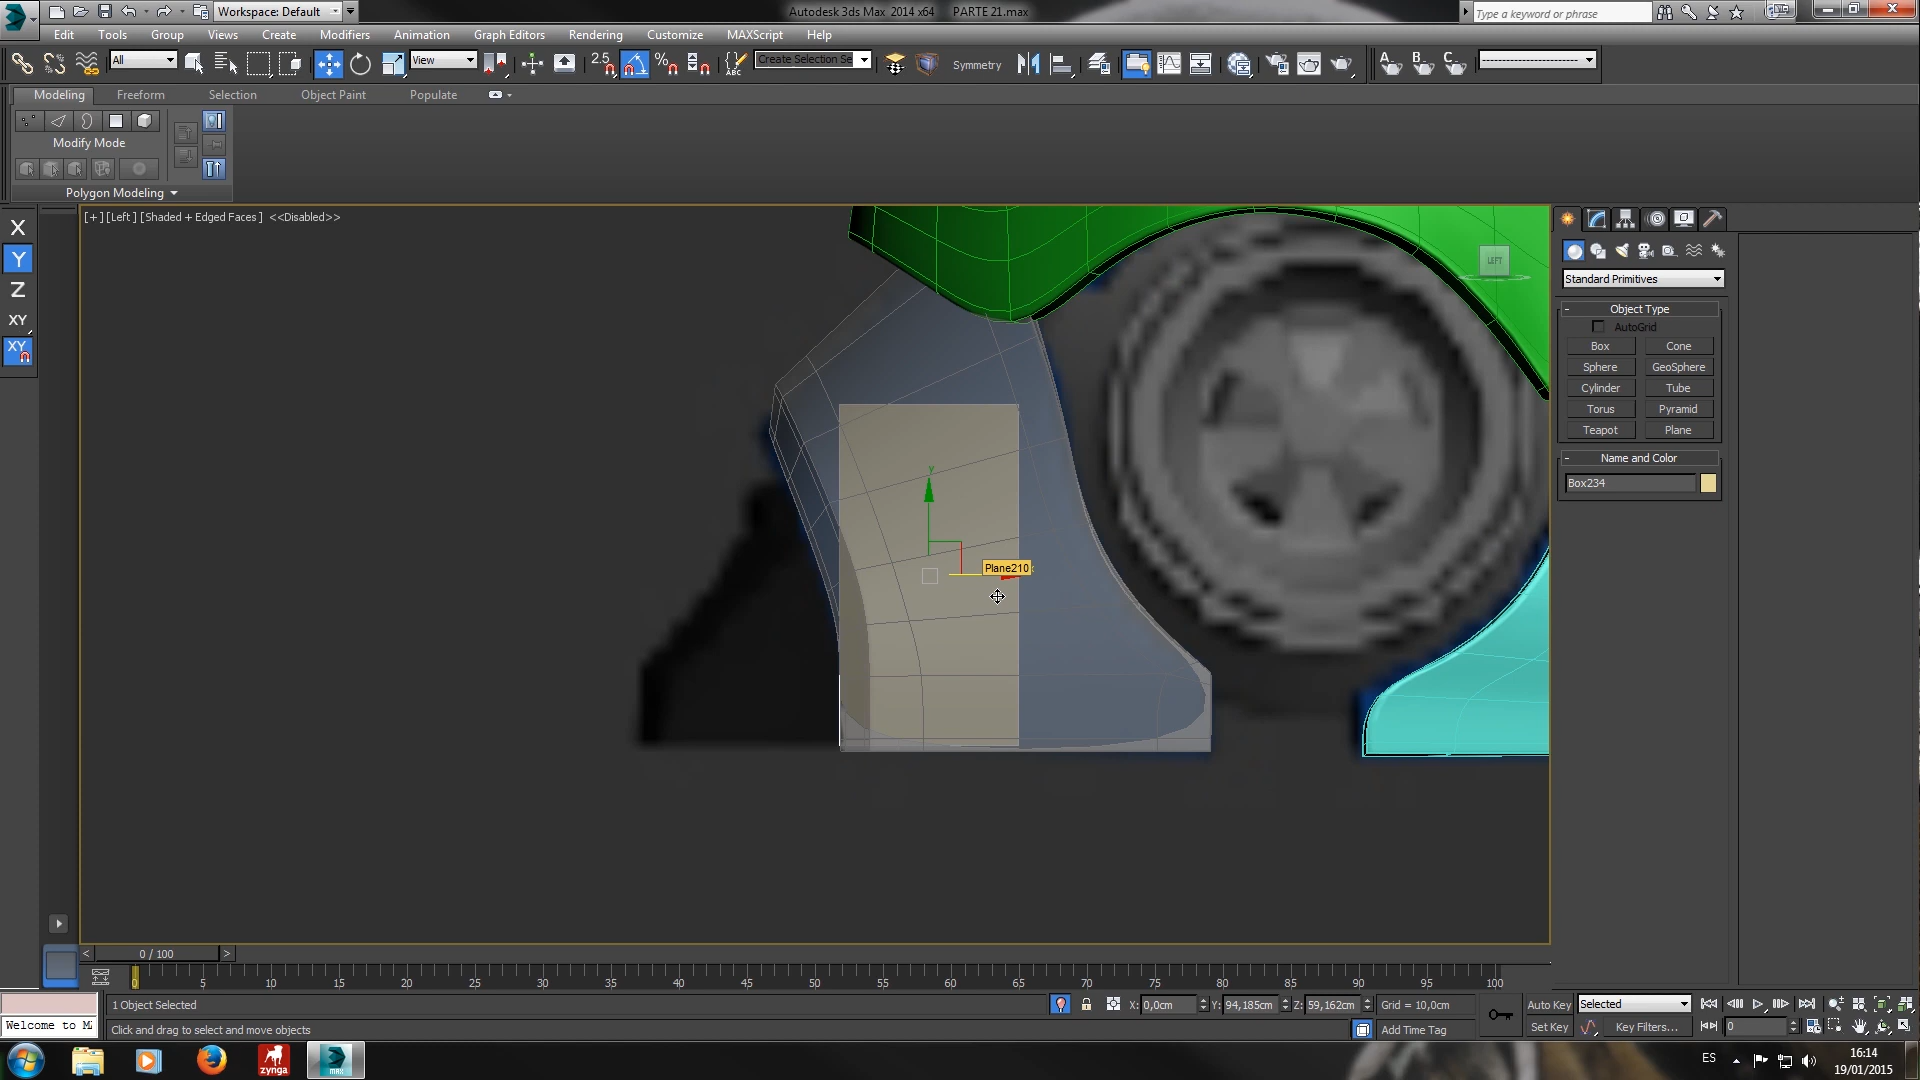 Workspace: Default
Autodesk 3ds Max 2014 x64 PARTE 21.max
Type a keyword or phrase
Edit Tools Group Views Create Modifiers Animation Graph Editors Rendering Customize MAXScript Help
All View 2.5 Create Selection Se Symmetry
Modeling Freeform Selection Object Paint Populate
Modify Mode
Polygon Modeling
X
Y
Z
XY
XY
[+] [Left ] [Shaded + Edged Faces ] <<Disabled>>
LEFT
y
Plane210
Standard Primitives
Object Type
AutoGrid
Box Cone
Sphere GeoSphere
Cylinder Tube
Torus Pyramid
Teapot Plane
Name and Color
Box234
0 / 100
0 5 10 15 20 25 30 35 40 45 50 55 60 65 70 75 80 85 90 95 100
1 Object Selected X: 0,0cm Y: 94,185cm Z: 59,162cm Grid = 10,0cm Auto Key Selected
Welcome to M
Click and drag to select and move objects Add Time Tag Set Key Key Filters... 0
zynga
MAX
ES
16:14
19/01/2015